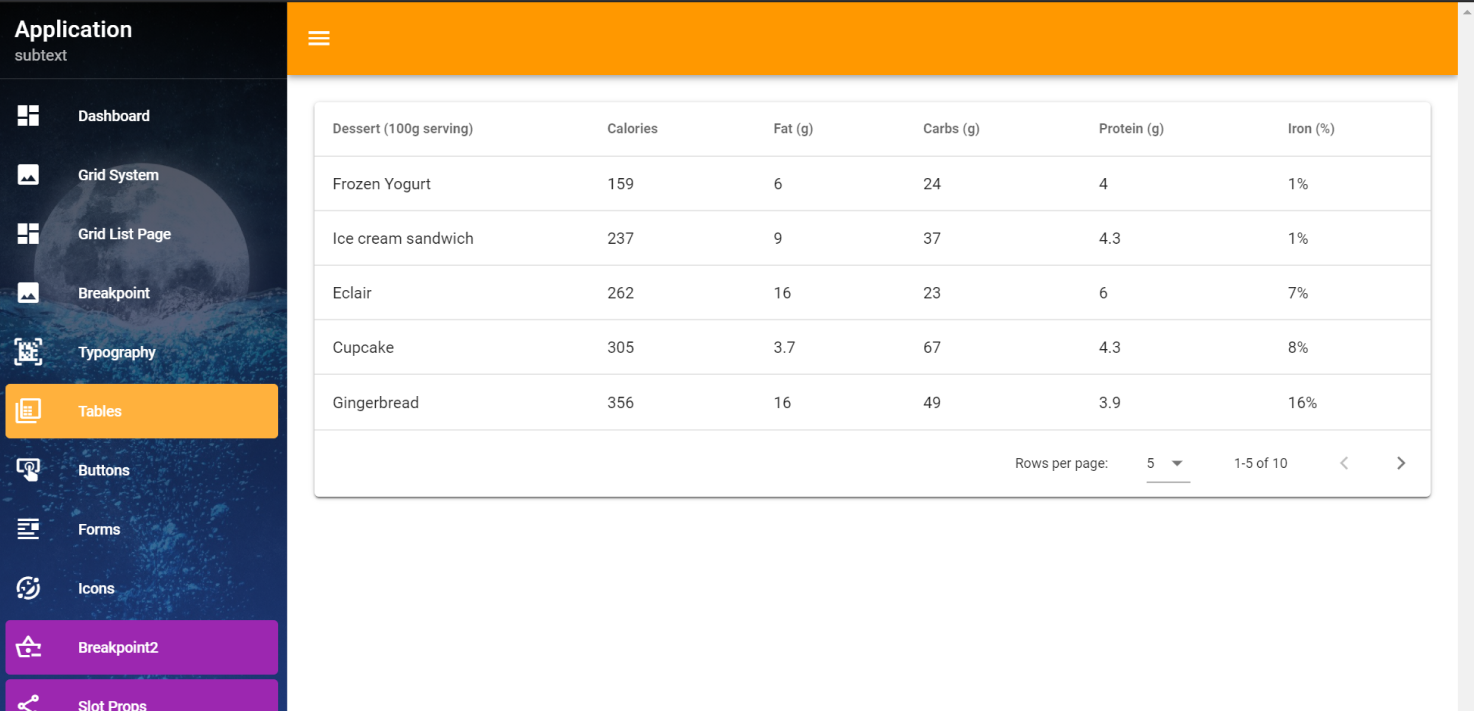 Application
subtext
Dashboard
Grid System
Grid List Page
Breakpoint
Typography
Tables
Buttons
Forms
Icons
Breakpoint2
Slot Props
Dessert (100g serving) Calories Fat (g) Carbs (g) Protein (g) Iron (%)
Frozen Yogurt 159 6 24 4 1%
Ice cream sandwich 237 9 37 4.3 1%
Eclair 262 16 23 6 7%
Cupcake 305 3.7 67 4.3 8%
Gingerbread 356 16 49 3.9 16%
Rows per page: 5 1-5 of 10